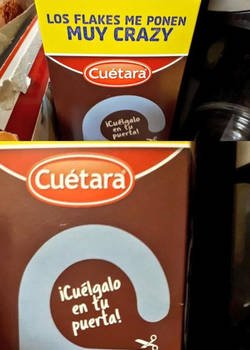 LOS FLAKES ME PONEN
MUY CRAZY
Cuétara
¡Cuélgalo
en tu
puerta!
Cuétara
¡Cuélgalo
en tu
puerta!